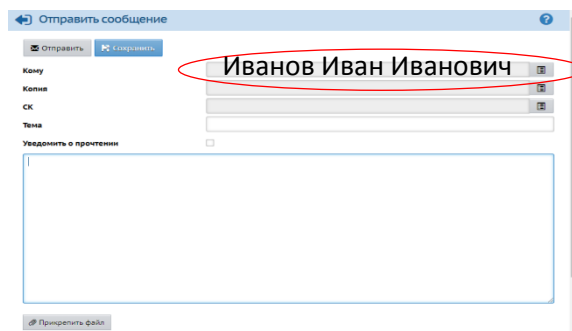 Отправить сообщение
Отправить Сохранить
Кому Иванов Иван Иванович
Копия
СК
Тема
Уведомить о прочтении
Прикрепить файл